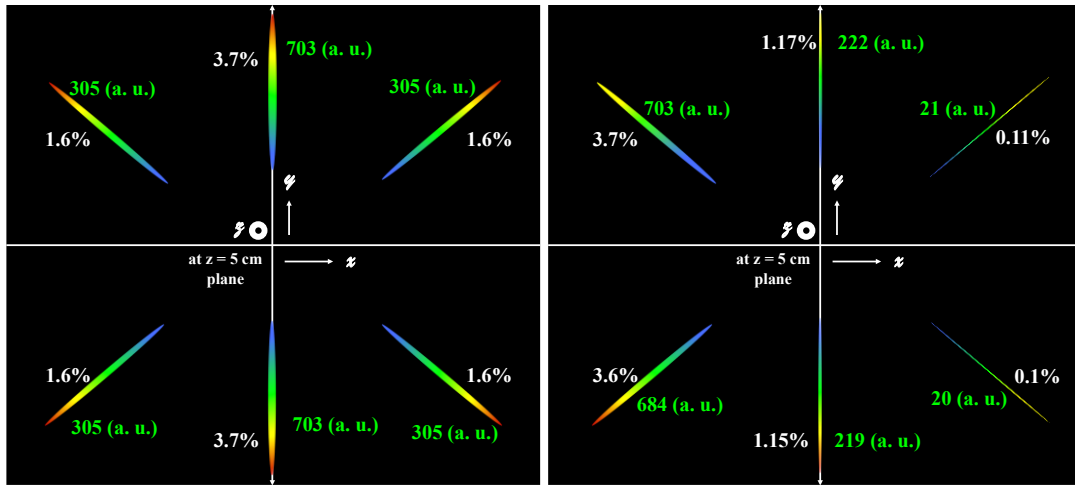 703 (a. u.)
3.7%
305 (a. u.)
305 (a. u.)
1.6%
1.6%
y
z
at z = 5 cm
plane
x
1.6%
1.6%
305 (a. u.)
703 (a. u.)
305 (a. u.)
3.7%
1.17%
222 (a. u.)
703 (a. u.)
21 (a. u.)
3.7%
0.11%
y
z
at z = 5 cm
plane
x
3.6%
0.1%
684 (a. u.)
20 (a. u.)
1.15%
219 (a. u.)